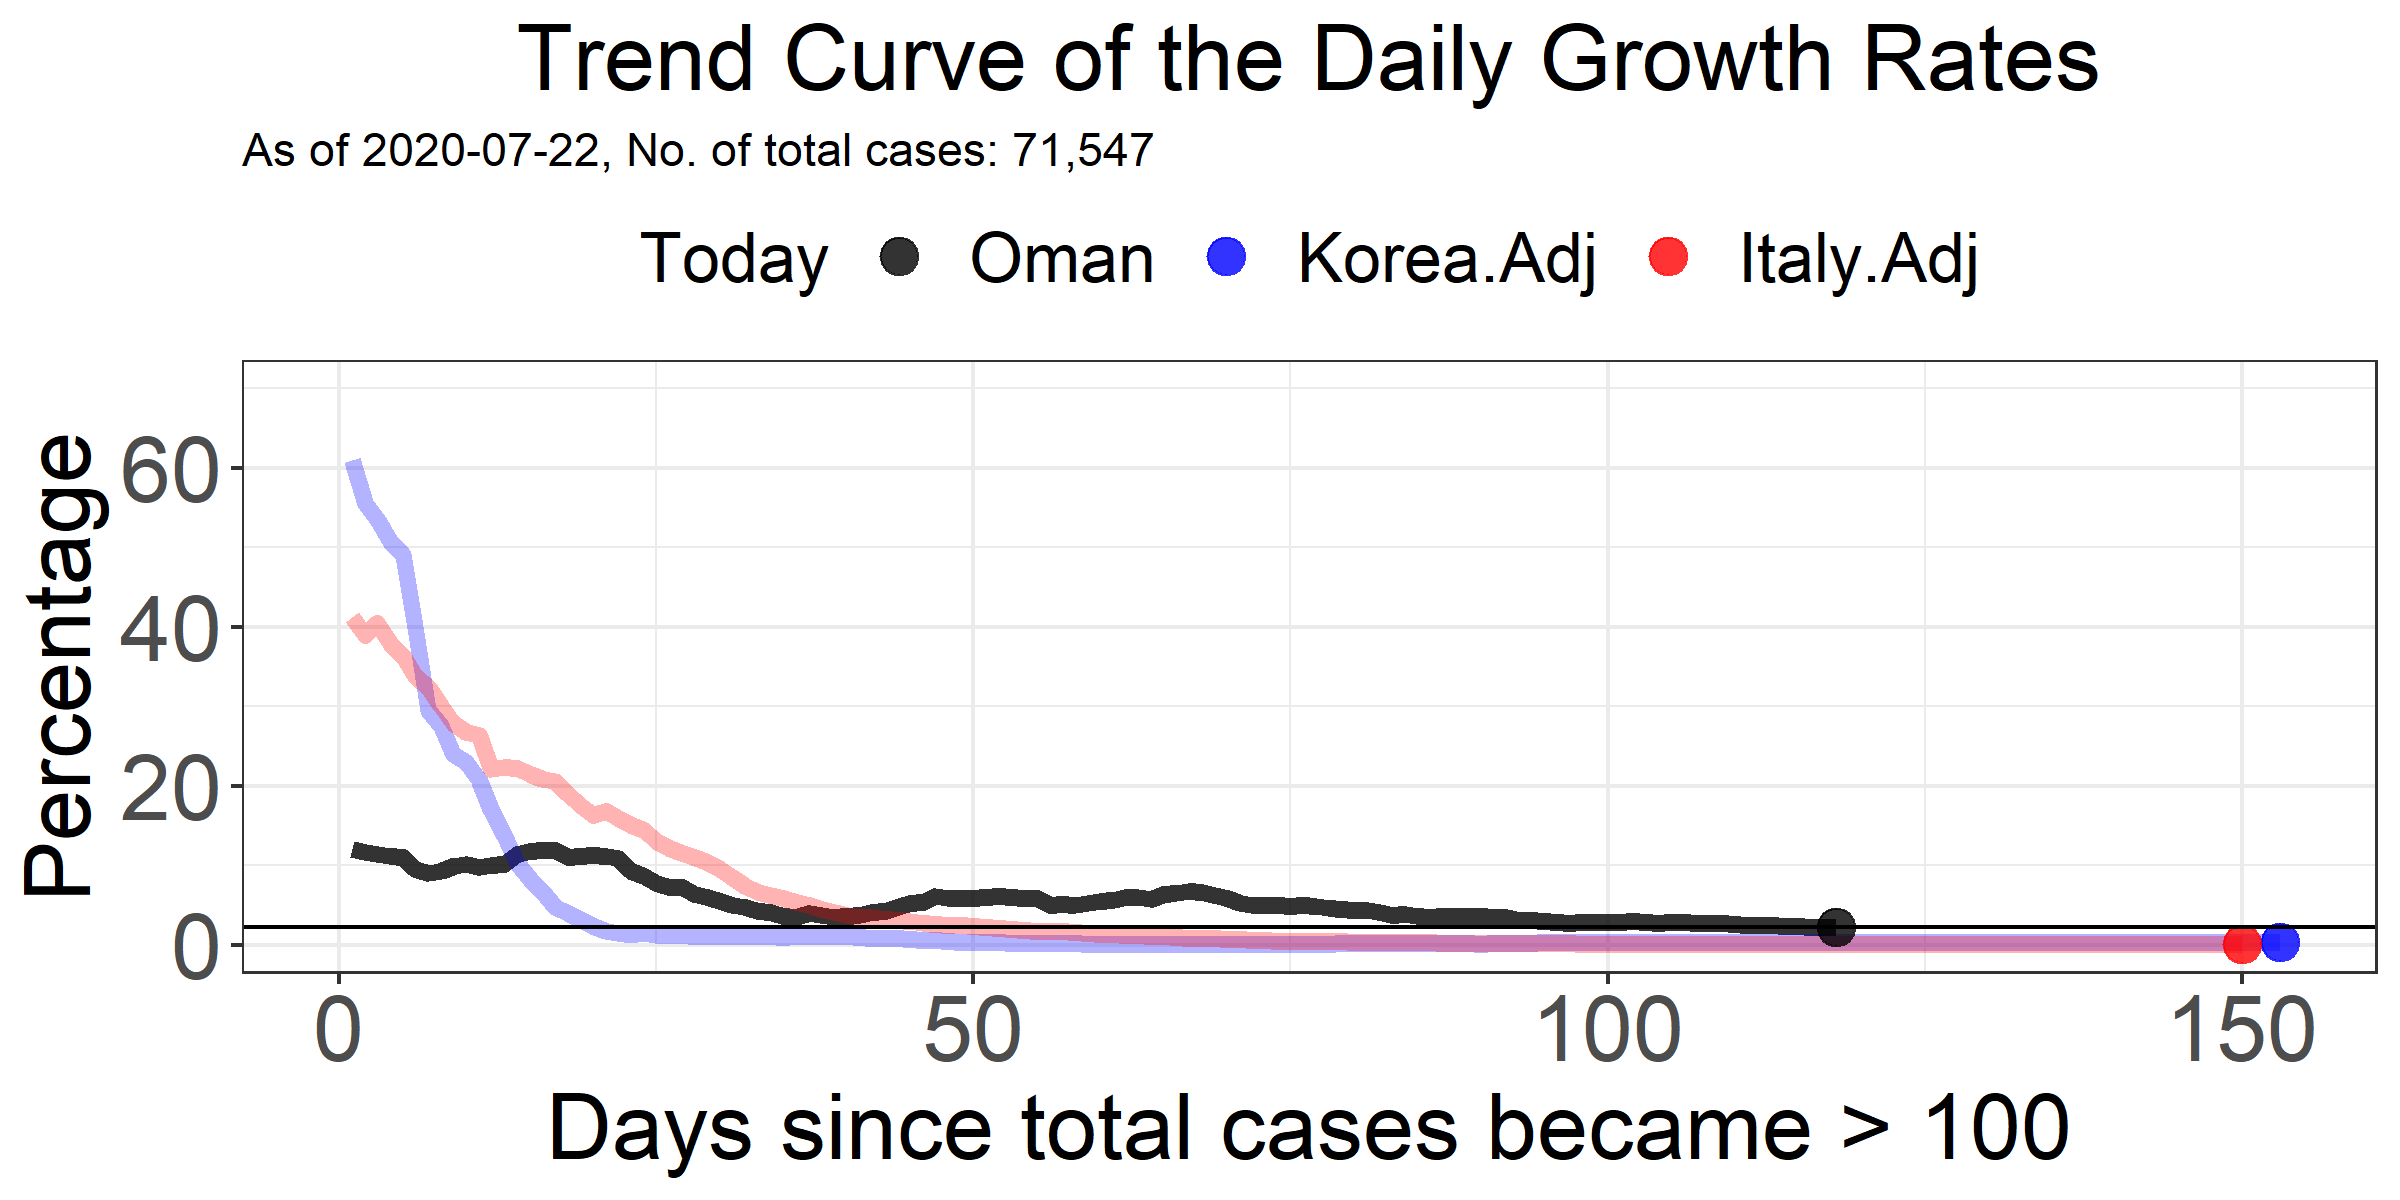 Trend Curve of the Daily Growth Rates
As of 2020-07-22, No. of total cases: 71,547
Today Oman Korea.Adj Italy.Adj
Percentage
60
40
20
0
0 50 100 150
Days since total cases became > 100